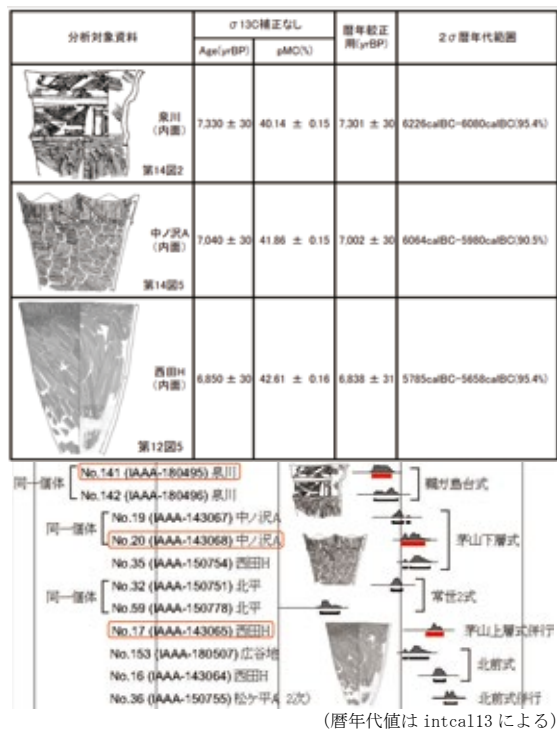 分析対象資料 σ13C補正なし 暦年較正用(yrBP) 2σ暦年代範囲
Age(yrBP) pMC(%)
泉川(内面) 7,330 ± 30 40.14 ± 0.15 7,301 ± 30 6226calBC-6080calBC(95.4%)
第14図2
中ノ沢A(内面) 7,040 ± 30 41.86 ± 0.15 7,002 ± 30 6064calBC-5980calBC(90.5%)
第14図5
西田H(内面) 6,850 ± 30 42.61 ± 0.16 6,838 ± 31 5785calBC-5658calBC(95.4%)
第12図5
同一個体 No.141 (IAAA-180495) 泉川 鵜が島台式
No.142 (IAAA-180496) 泉川
同一個体 No.19 (IAAA-143067) 中ノ沢A 茅山下層式
No.20 (IAAA-143068) 中ノ沢A
No.35 (IAAA-150754) 西田H
同一個体 No.32 (IAAA-150751) 北平 常世2式
No.59 (IAAA-150778) 北平
No.17 (IAAA-143065) 西田H 茅山上層式併行
No.153 (IAAA-180507) 広谷地 北前式
No.16 (IAAA-143064) 西田H
No.36 (IAAA-150755) 松ケ平A 2次) 北前式併行
(暦年代値は intcal13 による)